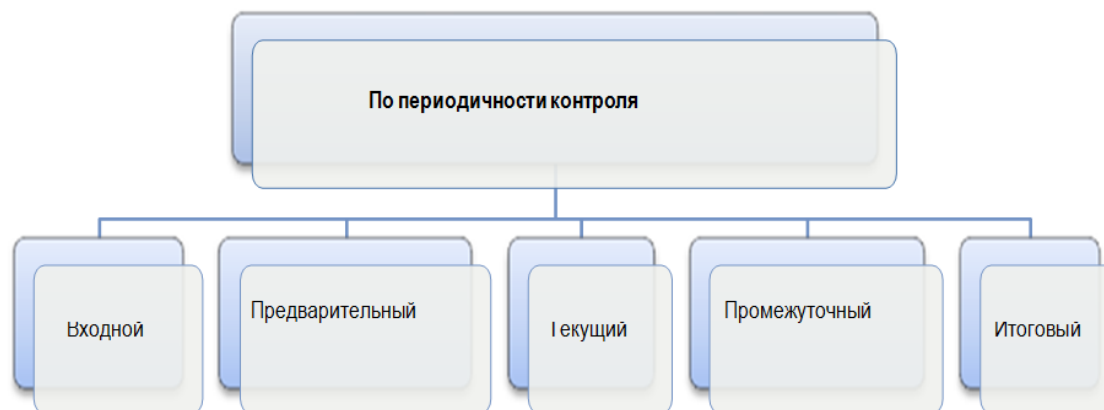 По периодичности контроля
Входной
Предварительный
Текущий
Промежуточный
Итоговый